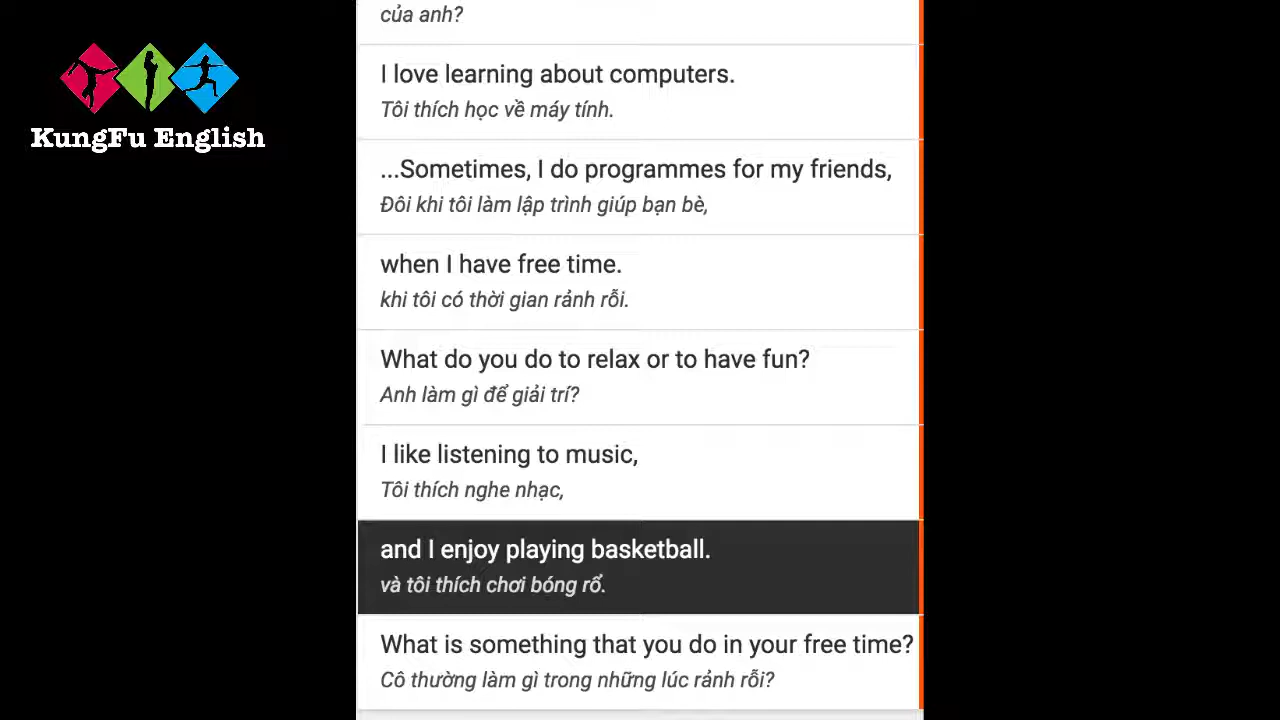 KungFu English
của anh?
I love learning about computers.
Tôi thích học về máy tính.
...Sometimes, I do programmes for my friends,
Đôi khi tôi làm lập trình giúp bạn bè,
when I have free time.
khi tôi có thời gian rảnh rỗi.
What do you do to relax or to have fun?
Anh làm gì để giải trí?
I like listening to music,
Tôi thích nghe nhạc,
and I enjoy playing basketball.
và tôi thích chơi bóng rổ.
What is something that you do in your free time?
Cô thường làm gì trong những lúc rảnh rỗi?